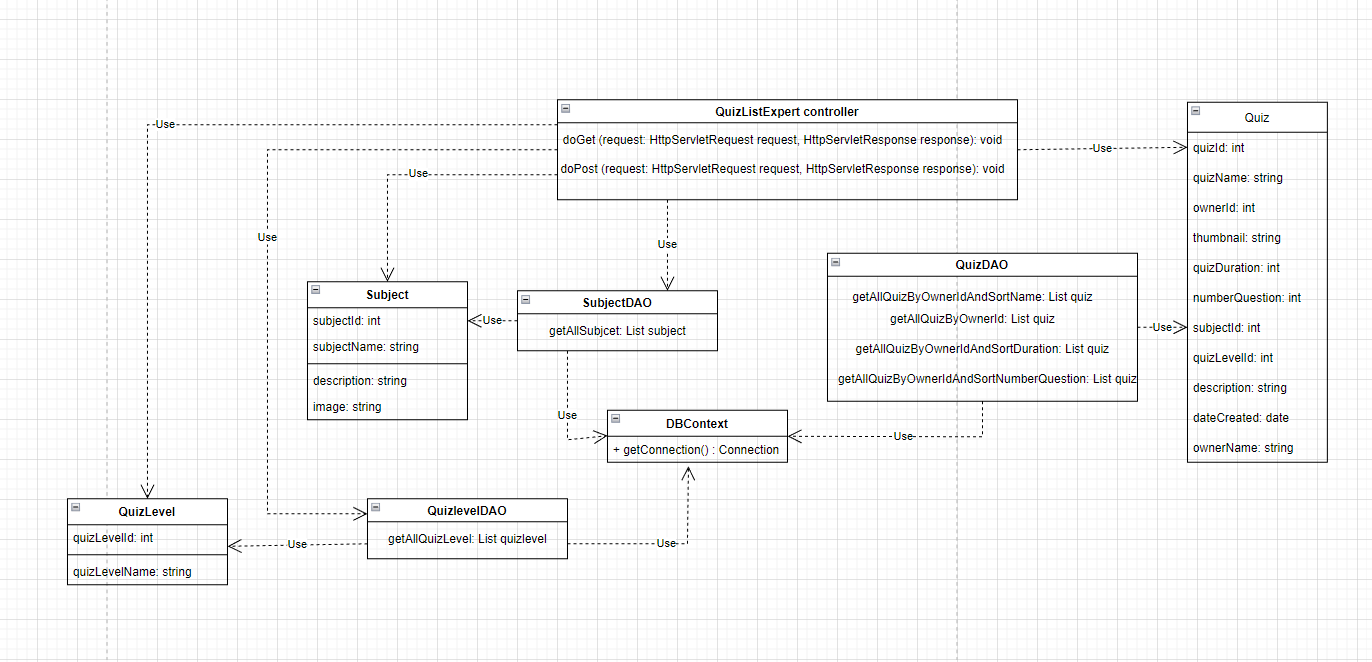 QuizListExpert controller
doGet (request: HttpServletRequest request, HttpServletResponse response): void
doPost (request: HttpServletRequest request, HttpServletResponse response): void
Use
Use
Use
Use
Use
Quiz
quizId: int
quizName: string
ownerId: int
thumbnail: string
quizDuration: int
numberQuestion: int
subjectId: int
quizLevelId: int
description: string
dateCreated: date
ownerName: string
QuizDAO
getAllQuizByOwnerIdAndSortName: List quiz
getAllQuizByOwnerId: List quiz
getAllQuizByOwnerIdAndSortDuration: List quiz
getAllQuizByOwnerIdAndSortNumberQuestion: List quiz
Use
Subject
subjectId: int
subjectName: string
description: string
image: string
Use
SubjectDAO
getAllSubjcet: List subject
Use
DBContext
+ getConnection() : Connection
Use
QuizLevel
quizLevelId: int
quizLevelName: string
Use
QuizlevelDAO
getAllQuizLevel: List quizlevel
Use